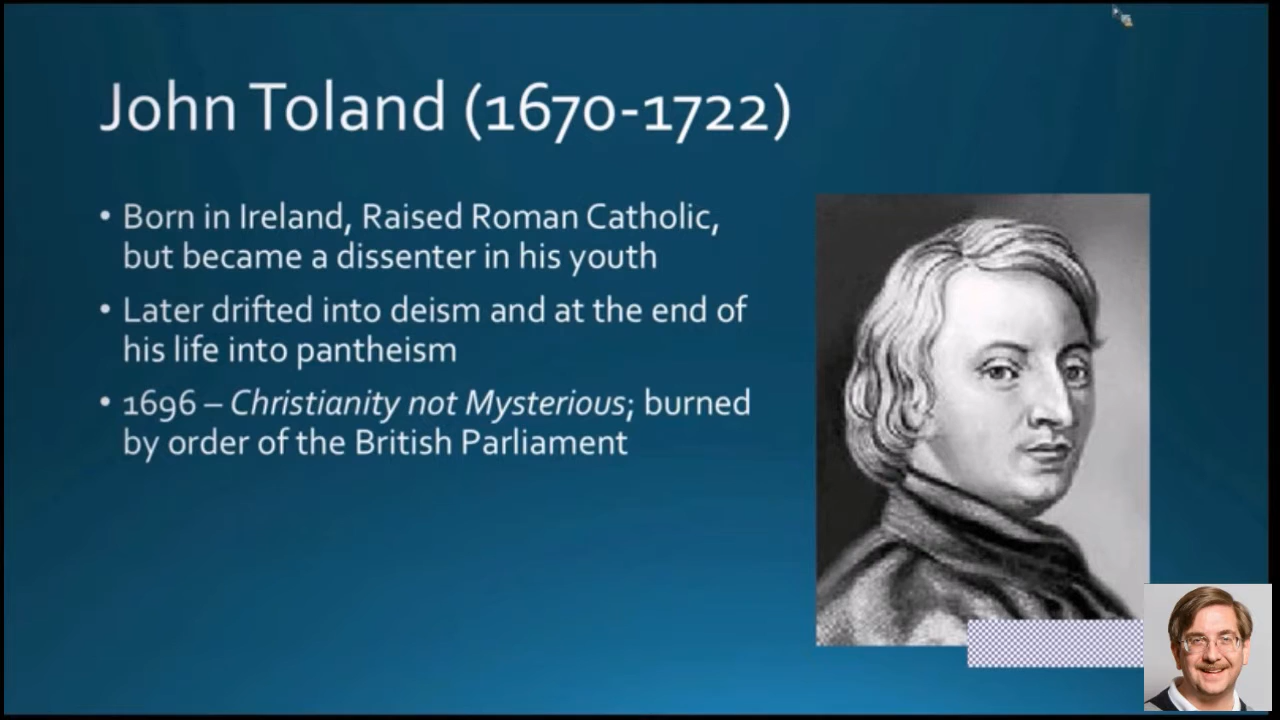 John Toland (1670-1722)
• Born in Ireland, Raised Roman Catholic,
but became a dissenter in his youth
• Later drifted into deism and at the end of
his life into pantheism
• 1696 – Christianity not Mysterious; burned
by order of the British Parliament